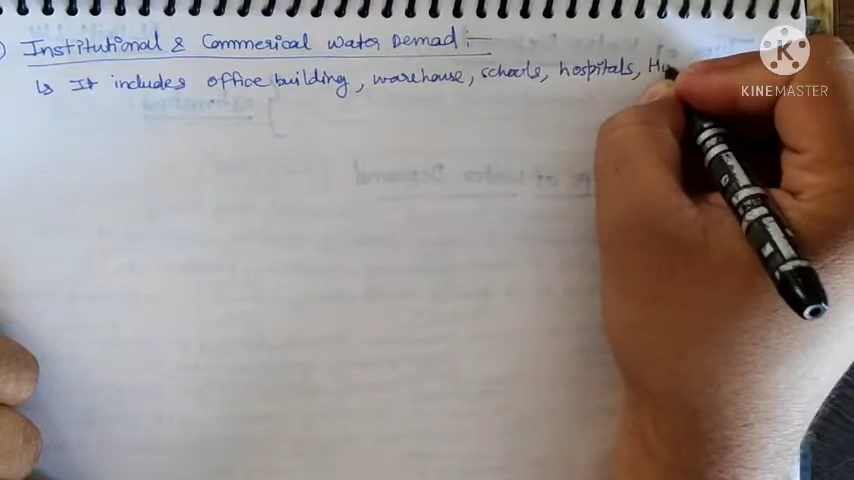 ) Institutional & Commerical Water Demad :-
↳ It includes office building, warehouse, schools, hospitals, H
KINEMASTER